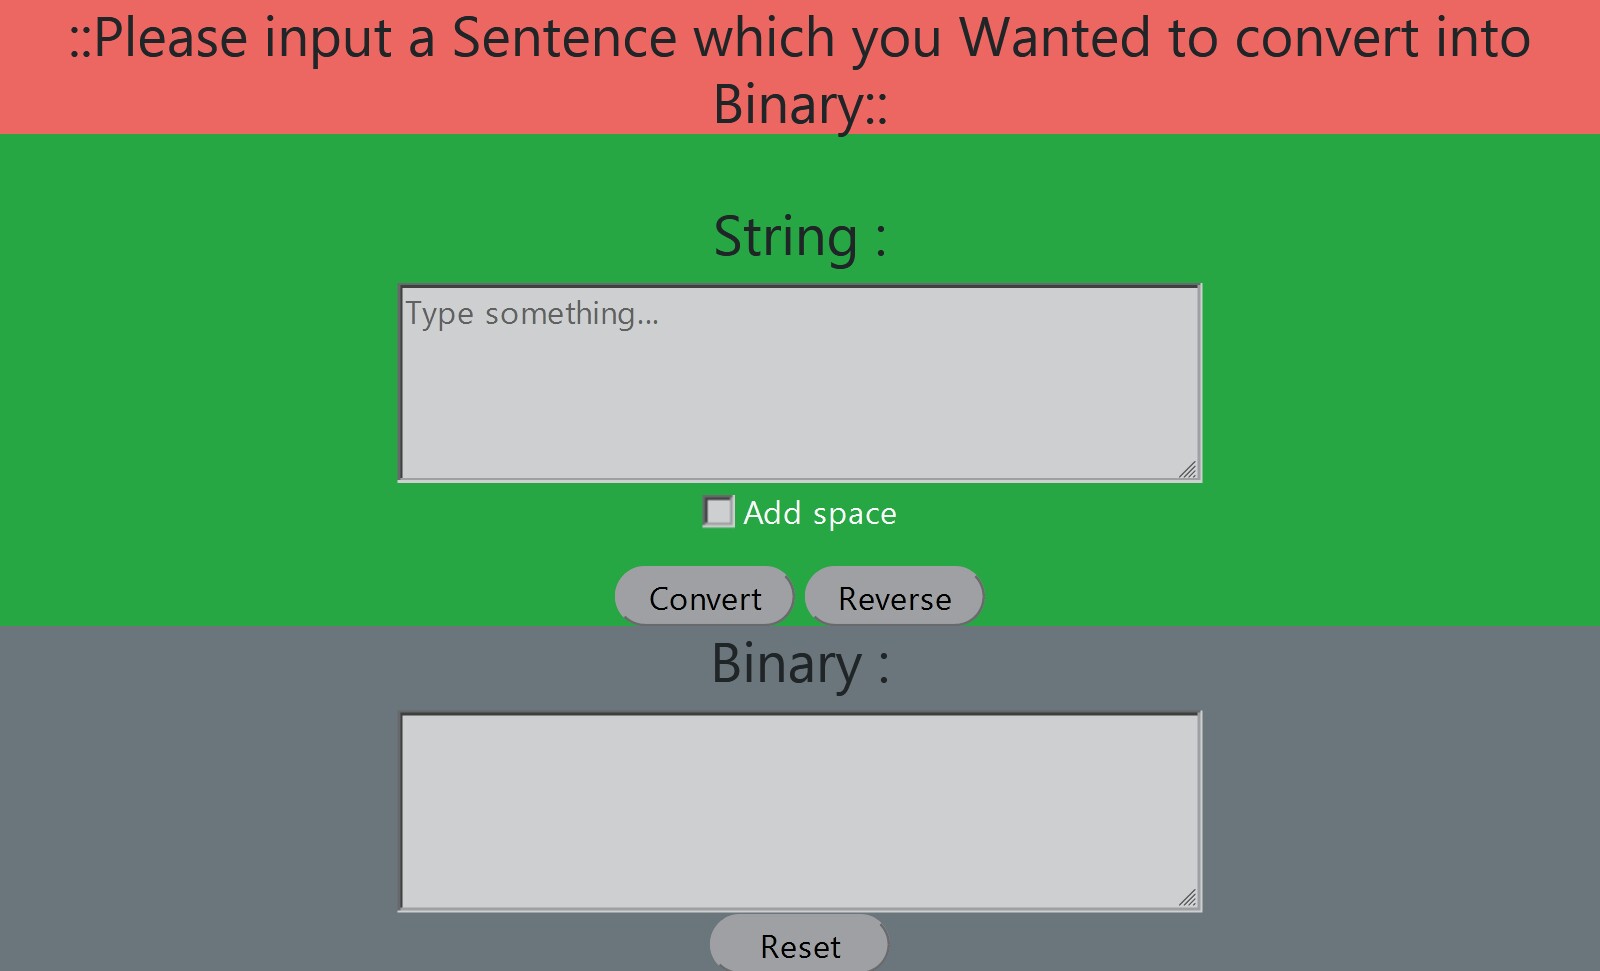 ::Please input a Sentence which you Wanted to convert into
Binary::
String :
Type something...
Add space
Convert Reverse
Binary :
Reset